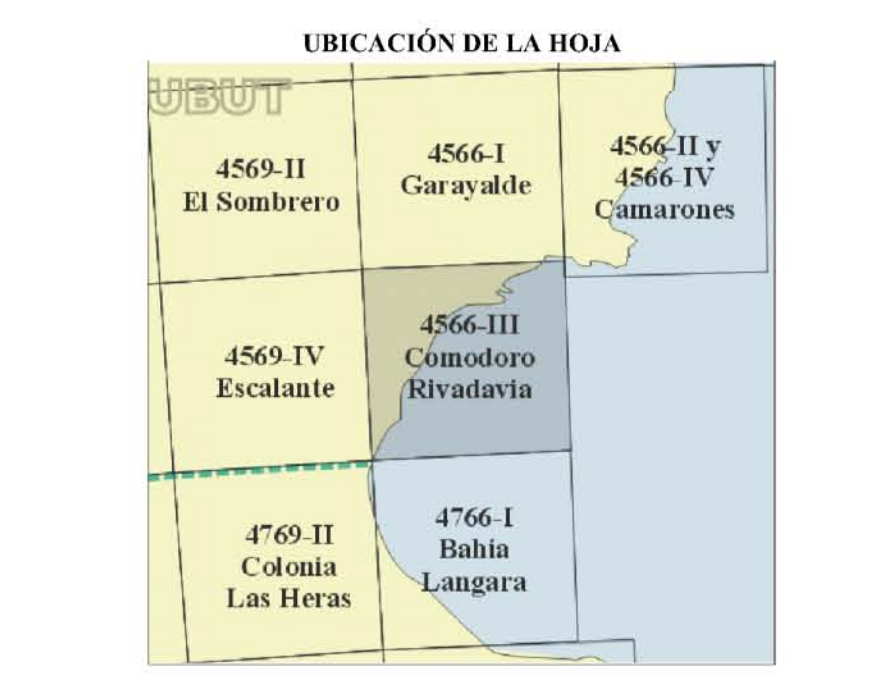 UBICACIÓN DE LA HOJA
UBUT
4569-II
El Sombrero
4566-I
Garayalde
4566-II y
4566-IV
Camarones
4569-IV
Escalante
4566-III
Comodoro
Rivadavia
4769-II
Colonia
Las Heras
4766-I
Bahía
Langara